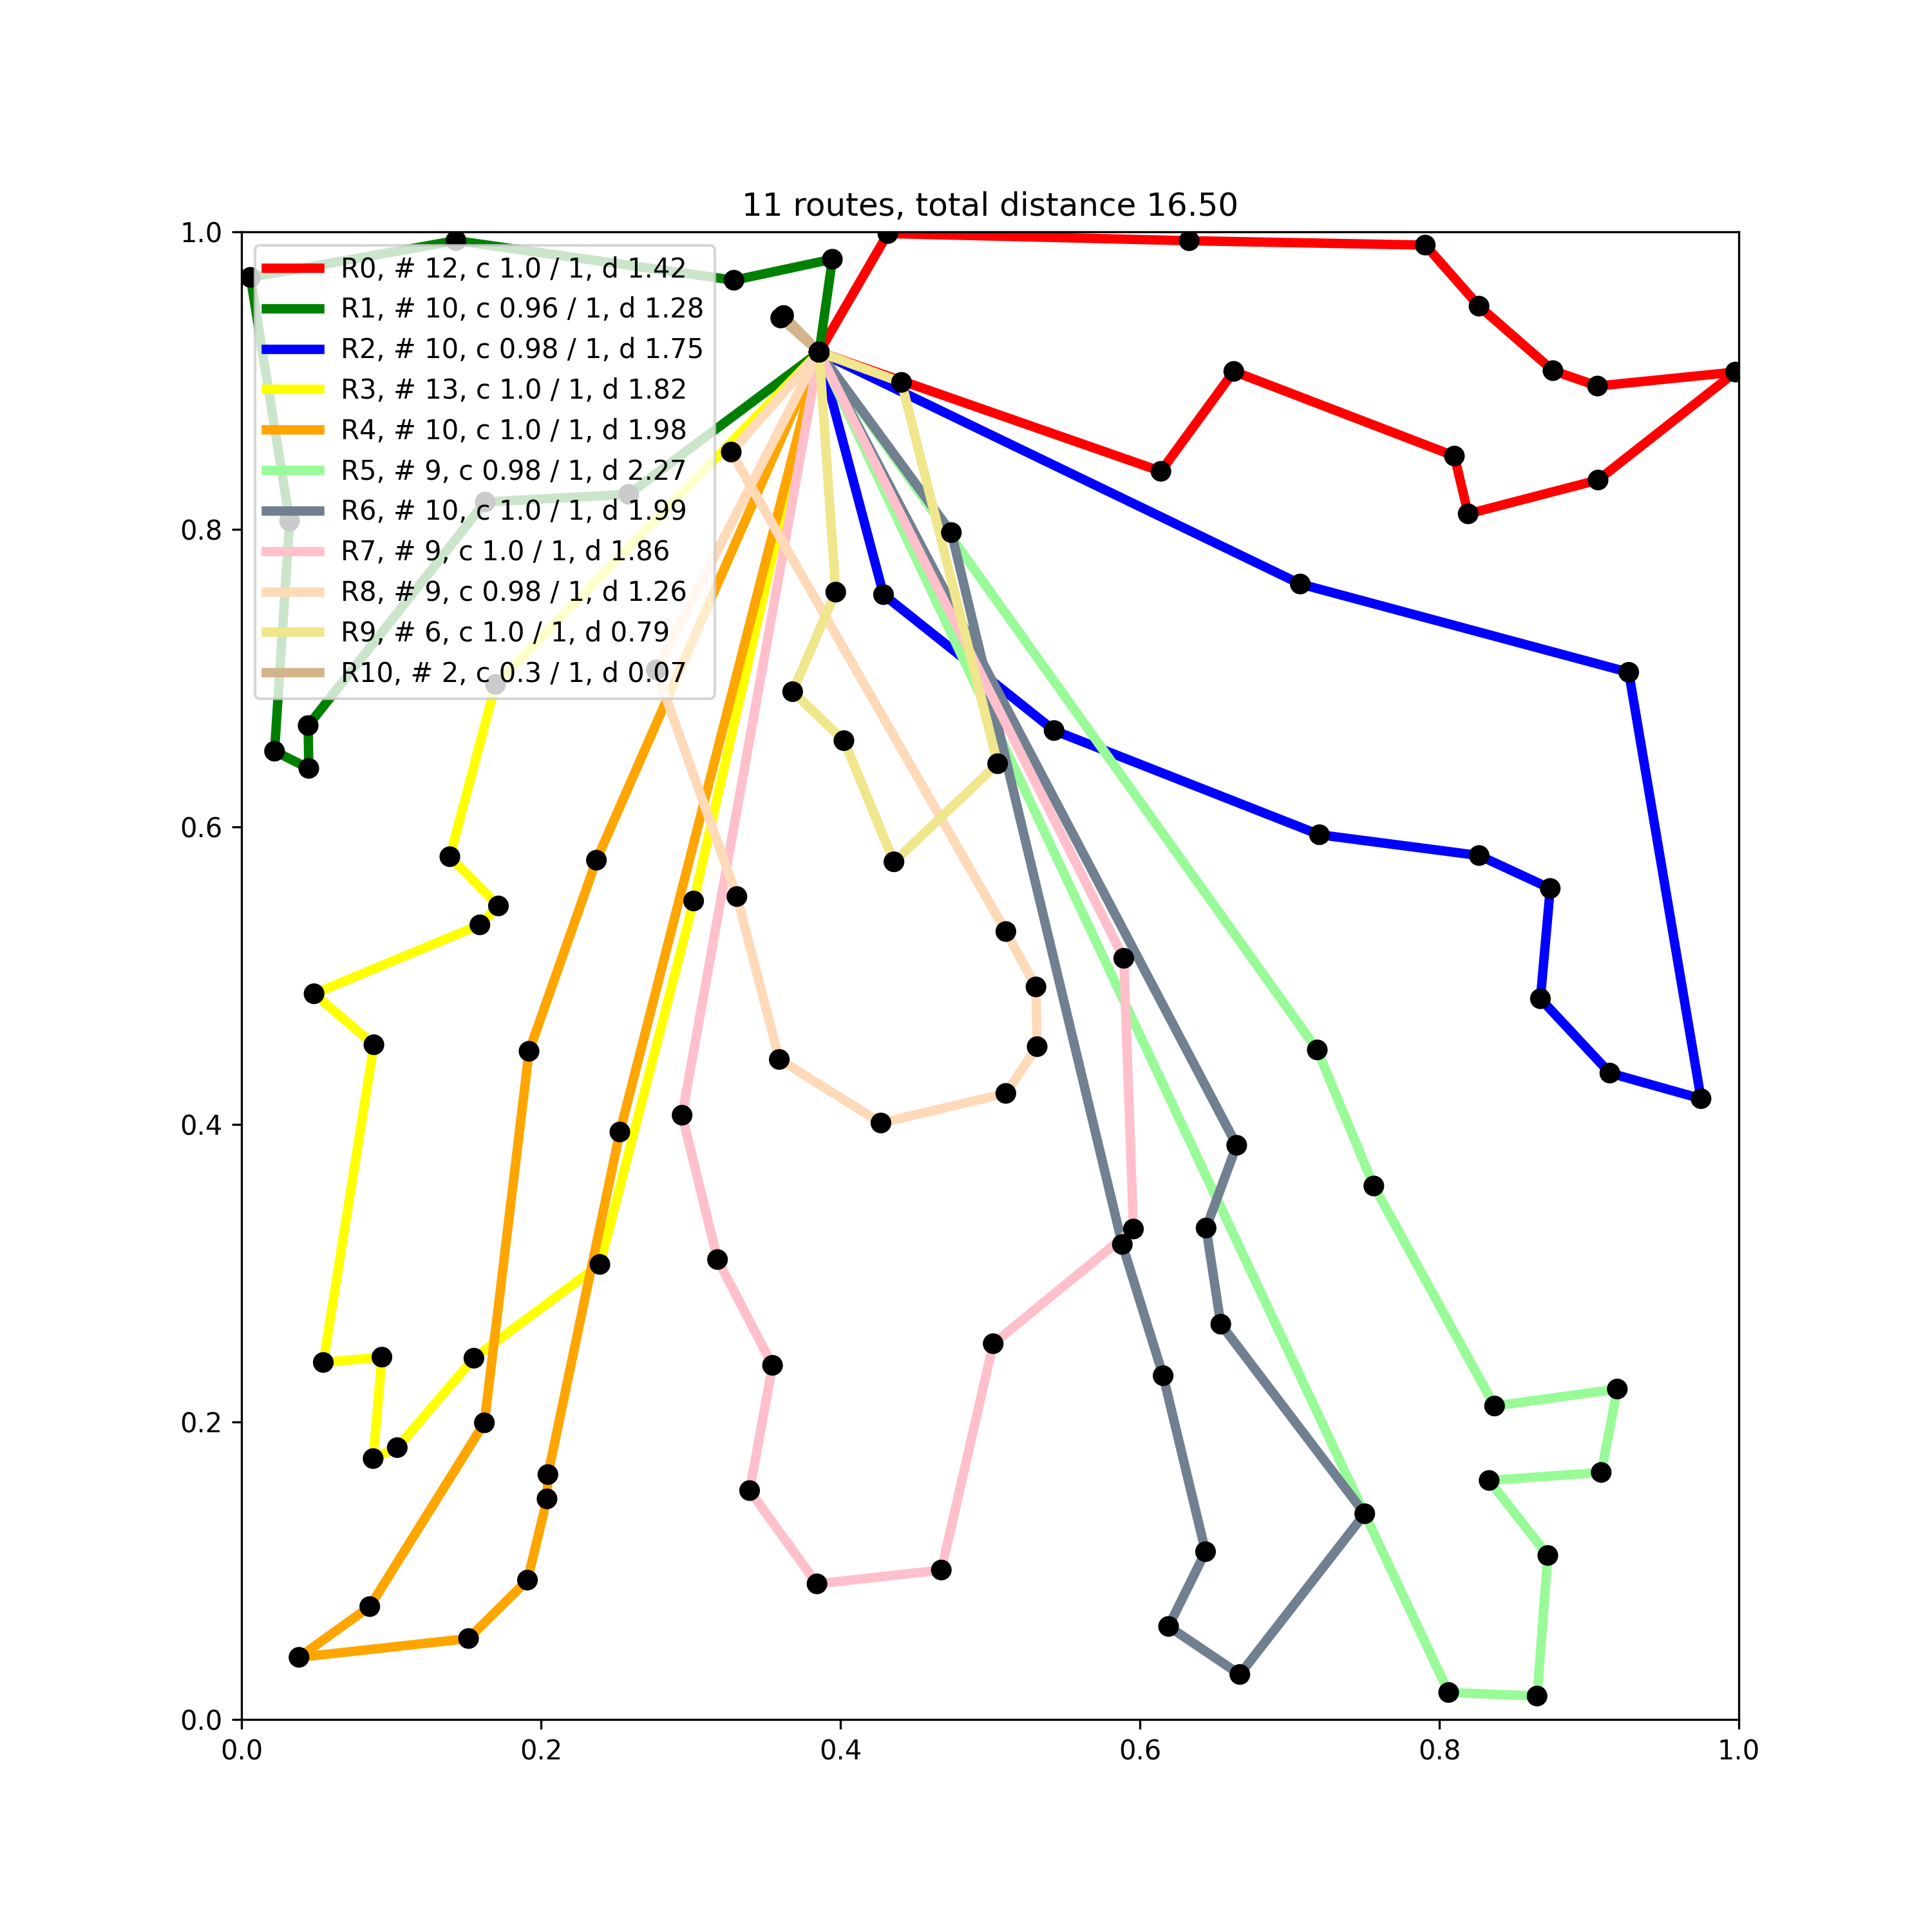 11 routes, total distance 16.50
1.0
0.8
0.6
0.4
0.2
0.0
R0, # 12, c 1.0 / 1, d 1.42
R1, # 10, c 0.96 / 1, d 1.28
R2, # 10, c 0.98 / 1, d 1.75
R3, # 13, c 1.0 / 1, d 1.82
R4, # 10, c 1.0 / 1, d 1.98
R5, # 9, c 0.98 / 1, d 2.27
R6, # 10, c 1.0 / 1, d 1.99
R7, # 9, c 1.0 / 1, d 1.86
R8, # 9, c 0.98 / 1, d 1.26
R9, # 6, c 1.0 / 1, d 0.79
R10, # 2, c 0.3 / 1, d 0.07
0.0 0.2 0.4 0.6 0.8 1.0